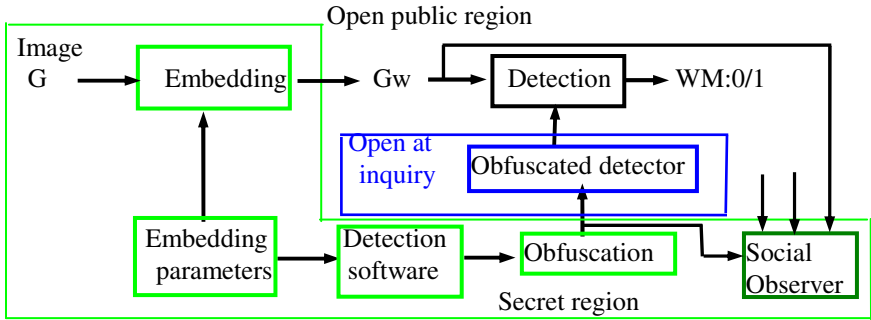 Open public region
Image
G
Embedding
Gw
Detection
WM:0/1
Open at
inquiry
Obfuscated detector
Embedding
parameters
Detection
software
Obfuscation
Social
Observer
Secret region